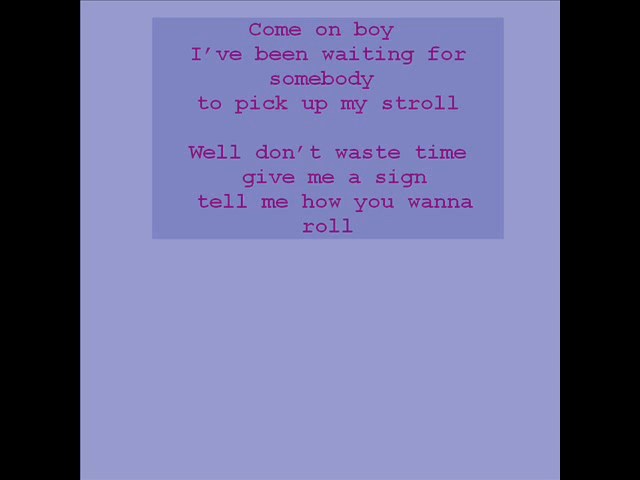 Come on boy
I’ve been waiting for
somebody
to pick up my stroll
Well don’t waste time
give me a sign
tell me how you wanna
roll